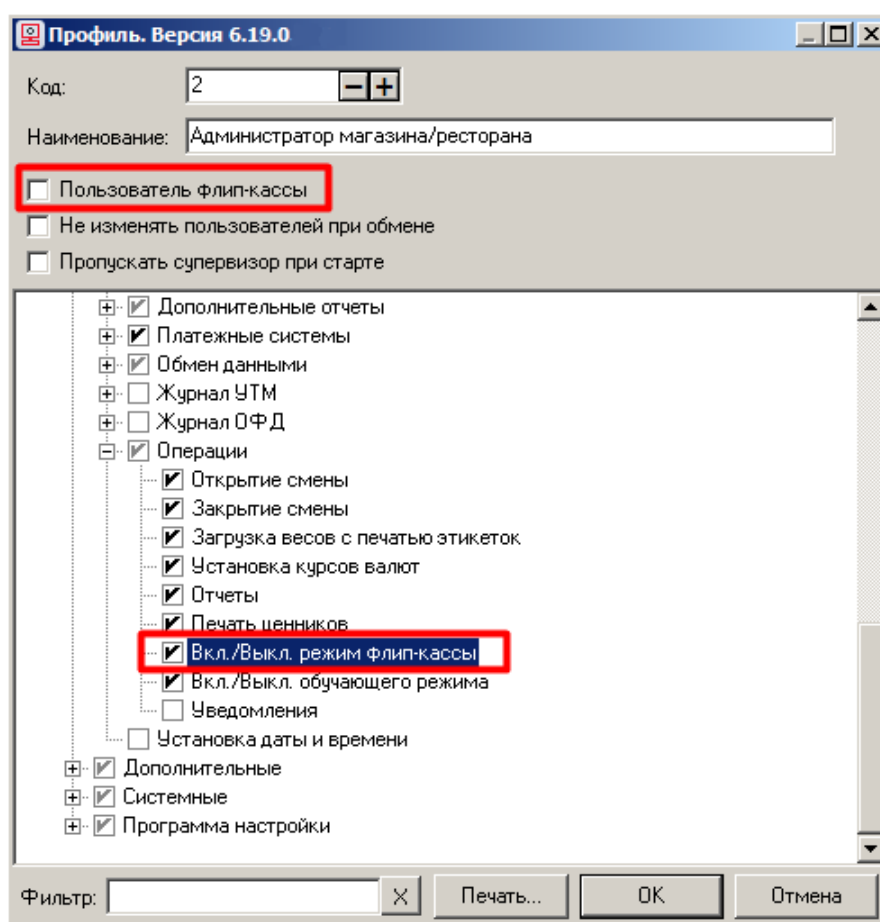 Профиль. Версия 6.19.0
Код: 2
Наименование: Администратор магазина/ресторана
Пользователь флип-кассы
Не изменять пользователей при обмене
Пропускать супервизор при старте
Дополнительные отчеты
Платежные системы
Обмен данными
Журнал УТМ
Журнал ОФД
Операции
Открытие смены
Закрытие смены
Загрузка весов с печатью этикеток
Установка курсов валют
Отчеты
Печать ценников
Вкл./Выкл. режим флип-кассы
Вкл./Выкл. обучающего режима
Уведомления
Установка даты и времени
Дополнительные
Системные
Программа настройки
Фильтр: X Печать... OK Отмена